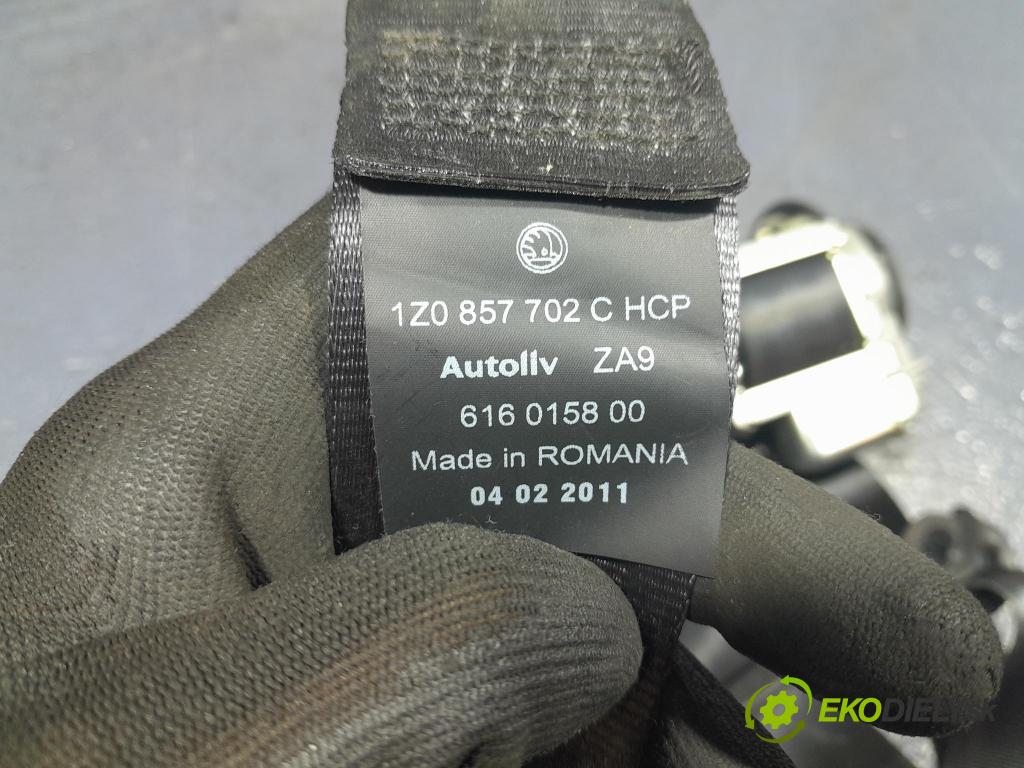 1Z0 857 702 C HCP
Autoliv ZA9
616 0158 00
Made in ROMANIA
04 02 2011
EKODIELY.sk